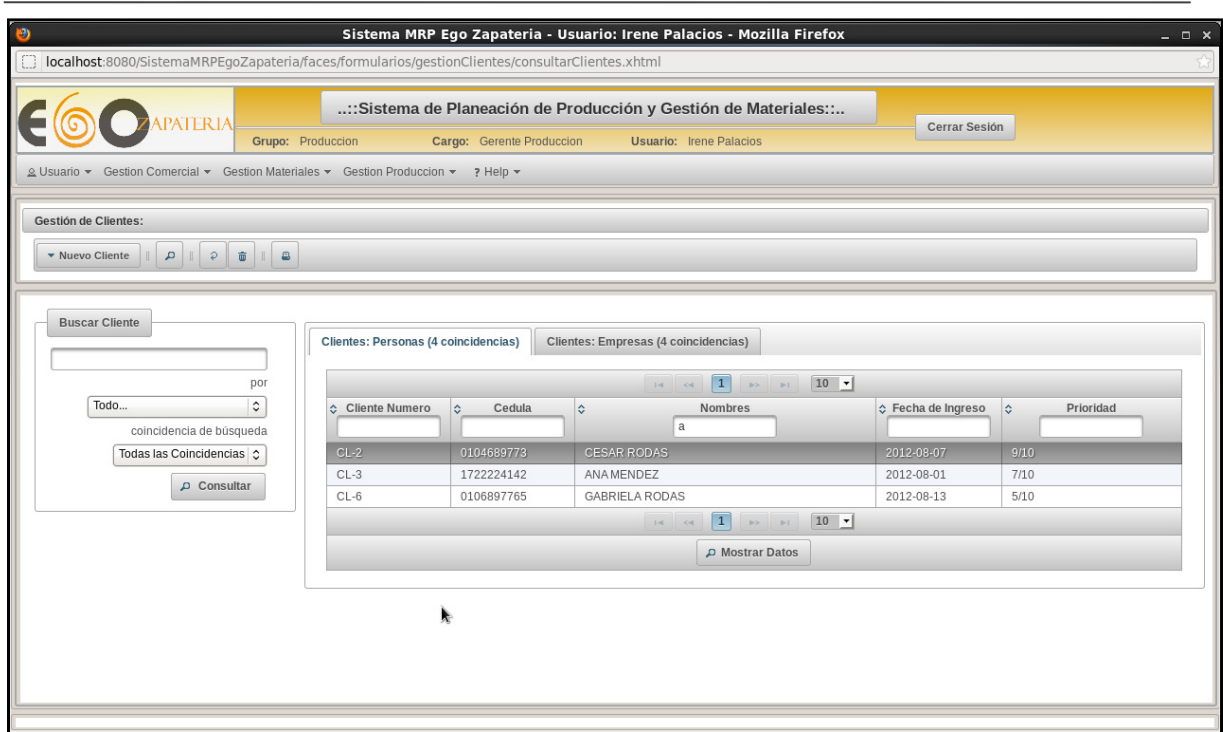 Sistema MRP Ego Zapateria - Usuario: Irene Palacios - Mozilla Firefox
localhost:8080/SistemaMRPEgoZapateria/faces/formularios/gestionClientes/consultarClientes.xhtml
EGO ZAPATERIA
..::Sistema de Planeación de Producción y Gestión de Materiales::..
Cerrar Sesión
Grupo: Produccion Cargo: Gerente Produccion Usuario: Irene Palacios
Usuario Gestion Comercial Gestion Materiales Gestion Produccion ? Help
Gestión de Clientes:
Nuevo Cliente
Buscar Cliente
por
Todo...
coincidencia de búsqueda
Todas las Coincidencias
Consultar
Clientes: Personas (4 coincidencias) Clientes: Empresas (4 coincidencias)
1 10
Cliente Numero Cedula Nombres Fecha de Ingreso Prioridad
a
CL-2 0104689773 CESAR RODAS 2012-08-07 9/10
CL-3 1722224142 ANA MENDEZ 2012-08-01 7/10
CL-6 0106897765 GABRIELA RODAS 2012-08-13 5/10
1 10
Mostrar Datos